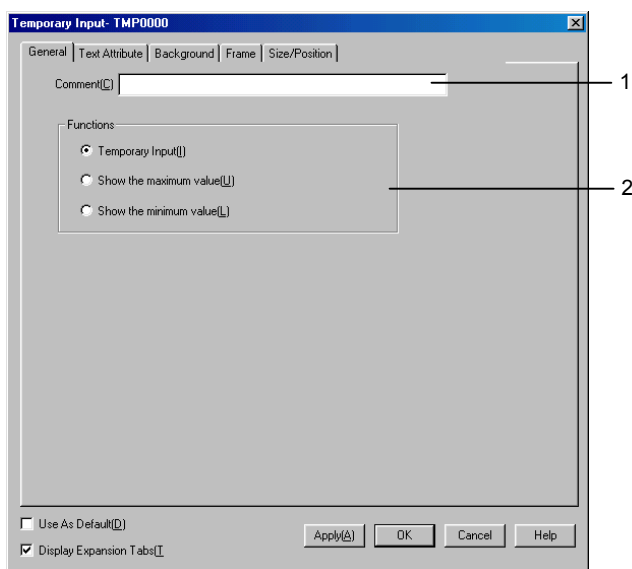 Temporary Input- TMP0000
General Text Attribute Background Frame Size/Position
Comment(C) 1
Functions
Temporary Input(I)
Show the maximum value(U)
2
Show the minimum value(L)
Use As Default(D)
Apply(A) OK Cancel Help
Display Expansion Tabs(T